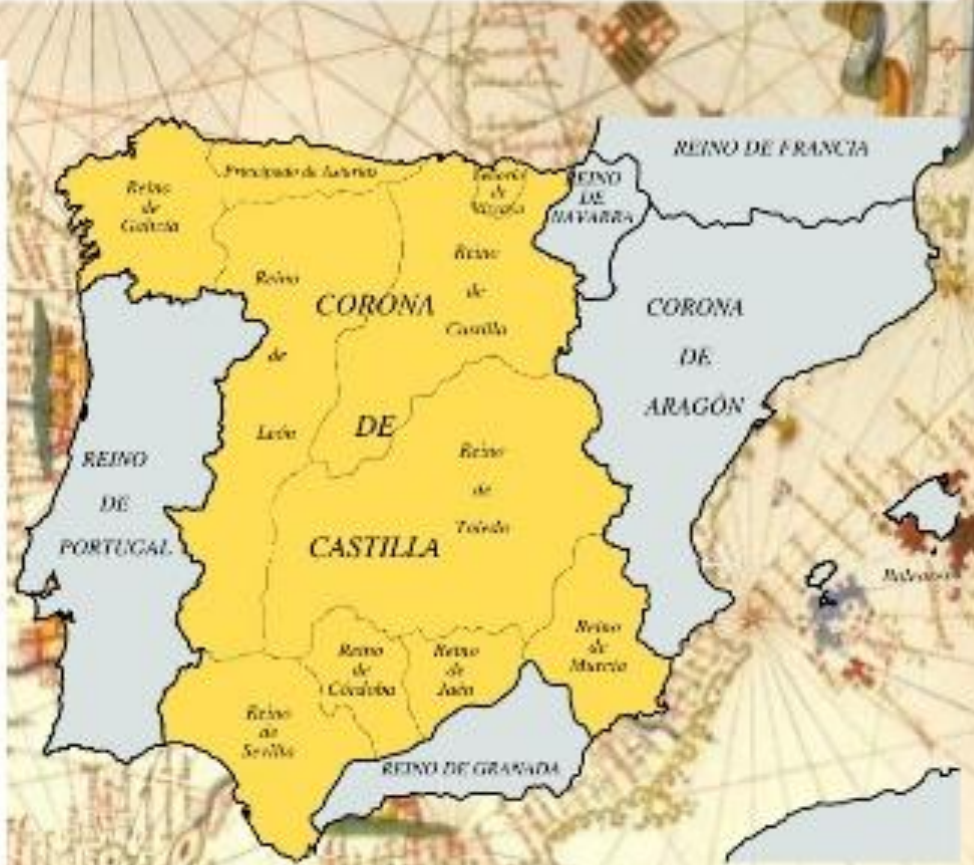 REINO DE FRANCIA
Reino
de
Galicia
Principado de Asturias
Señorío
de
Vizcaya
REINO
DE
NAVARRA
Reino
de
León
Reino
de
Castilla
CORONA
DE
CASTILLA
CORONA
DE
ARAGÓN
REINO
DE
PORTUGAL
Reino
de
Toledo
Baleares
Reino
de
Murcia
Reino
de
Córdoba
Reino
de
Jaén
Reino
de
Sevilla
REINO DE GRANADA